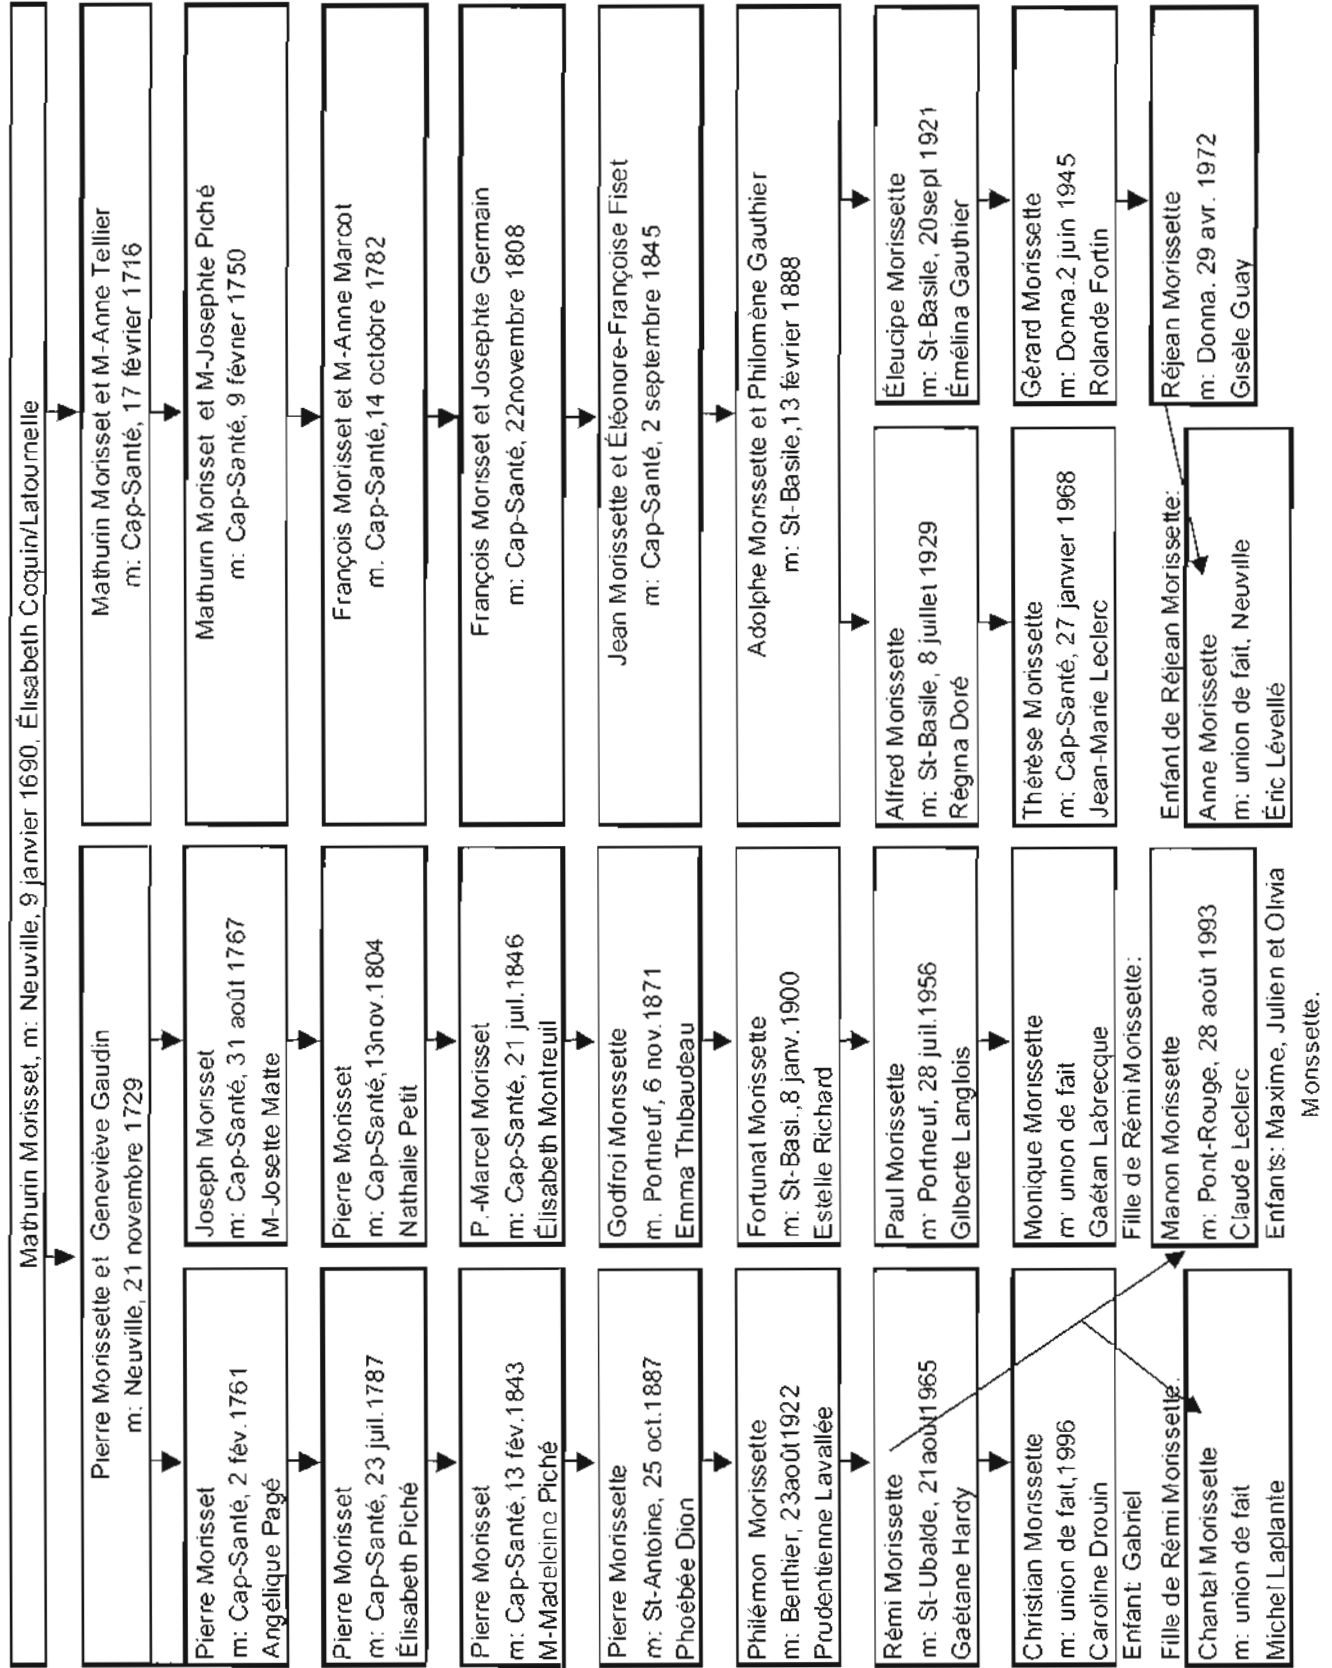 Mathurin Morisset, m: Neuville, 9 janvier 1690, Élisabeth Coquin/Latournelle
Pierre Morissette et Geneviève Gaudin
m: Neuville, 21 novembre 1729
Mathurin Morisset et M-Anne Tellier
m: Cap-Santé, 17 février 1716
Pierre Morisset
m: Cap-Santé, 2 fév.1761
Angélique Pagé
Joseph Morisset
m: Cap-Santé, 31 août 1767
M-Josette Matte
Mathurin Morisset et M-Josephte Piché
m: Cap-Santé, 9 février 1750
Pierre Morisset
m: Cap-Santé, 23 juil.1787
Élisabeth Piché
Pierre Morisset
m: Cap-Santé,13nov.1804
Nathalie Petit
François Morisset et M-Anne Marcot
m. Cap-Santé,14 octobre 1782
Pierre Morisset
m: Cap-Santé,13 fév.1843
M-Madeleine Piché
P.-Marcel Morisset
m: Cap-Santé, 21 juil.1846
Élisabeth Montreuil
François Morisset et Josephte Germain
m: Cap-Santé, 22novembre 1808
Pierre Morissette
m: St-Antoine, 25 oct.1887
Phoébée Dion
Godfroi Morissette
m. Portneuf, 6 nov.1871
Emma Thibaudeau
Jean Morissette et Éléonore-Françoise Fiset
m: Cap-Santé, 2 septembre 1845
Philémon Morissette
m: Berthier, 23août1922
Prudentienne Lavallée
Fortunat Morissette
m: St-Basi.,8 janv.1900
Estelle Richard
Adolphe Morissette et Philomène Gauthier
m: St-Basile,13 février 1888
Rémi Morissette
m: St-Ubalde, 21août1965
Gaétane Hardy
Paul Morissette
m: Portneuf, 28 juil.1956
Gilberte Langlois
Alfred Morissette
m: St-Basile, 8 juillet 1929
Régina Doré
Éleucipe Morissette
m: St-Basile, 20sept 1921
Émélina Gauthier
Christian Morissette
m: union de fait,1996
Caroline Drouin
Enfant: Gabriel
Monique Morissette
m: union de fait
Gaétan Labrecque
Fille de Rémi Morissette:
Thérèse Morissette
m: Cap-Santé, 27 janvier 1968
Jean-Marie Leclerc
Gérard Morissette
m: Donna.2 juin 1945
Rolande Fortin
Fille de Rémi Morissette:
Chantal Morissette
m: union de fait
Michel Laplante
Manon Morissette
m: Pont-Rouge, 28 août 1993
Claude Leclerc
Enfants: Maxime, Julien et Olivia
Morissette.
Enfant de Réjean Morissette:
Anne Morissette
m: union de fait, Neuville
Éric Léveillé
Réjean Morissette
m: Donna. 29 avr. 1972
Gisèle Guay